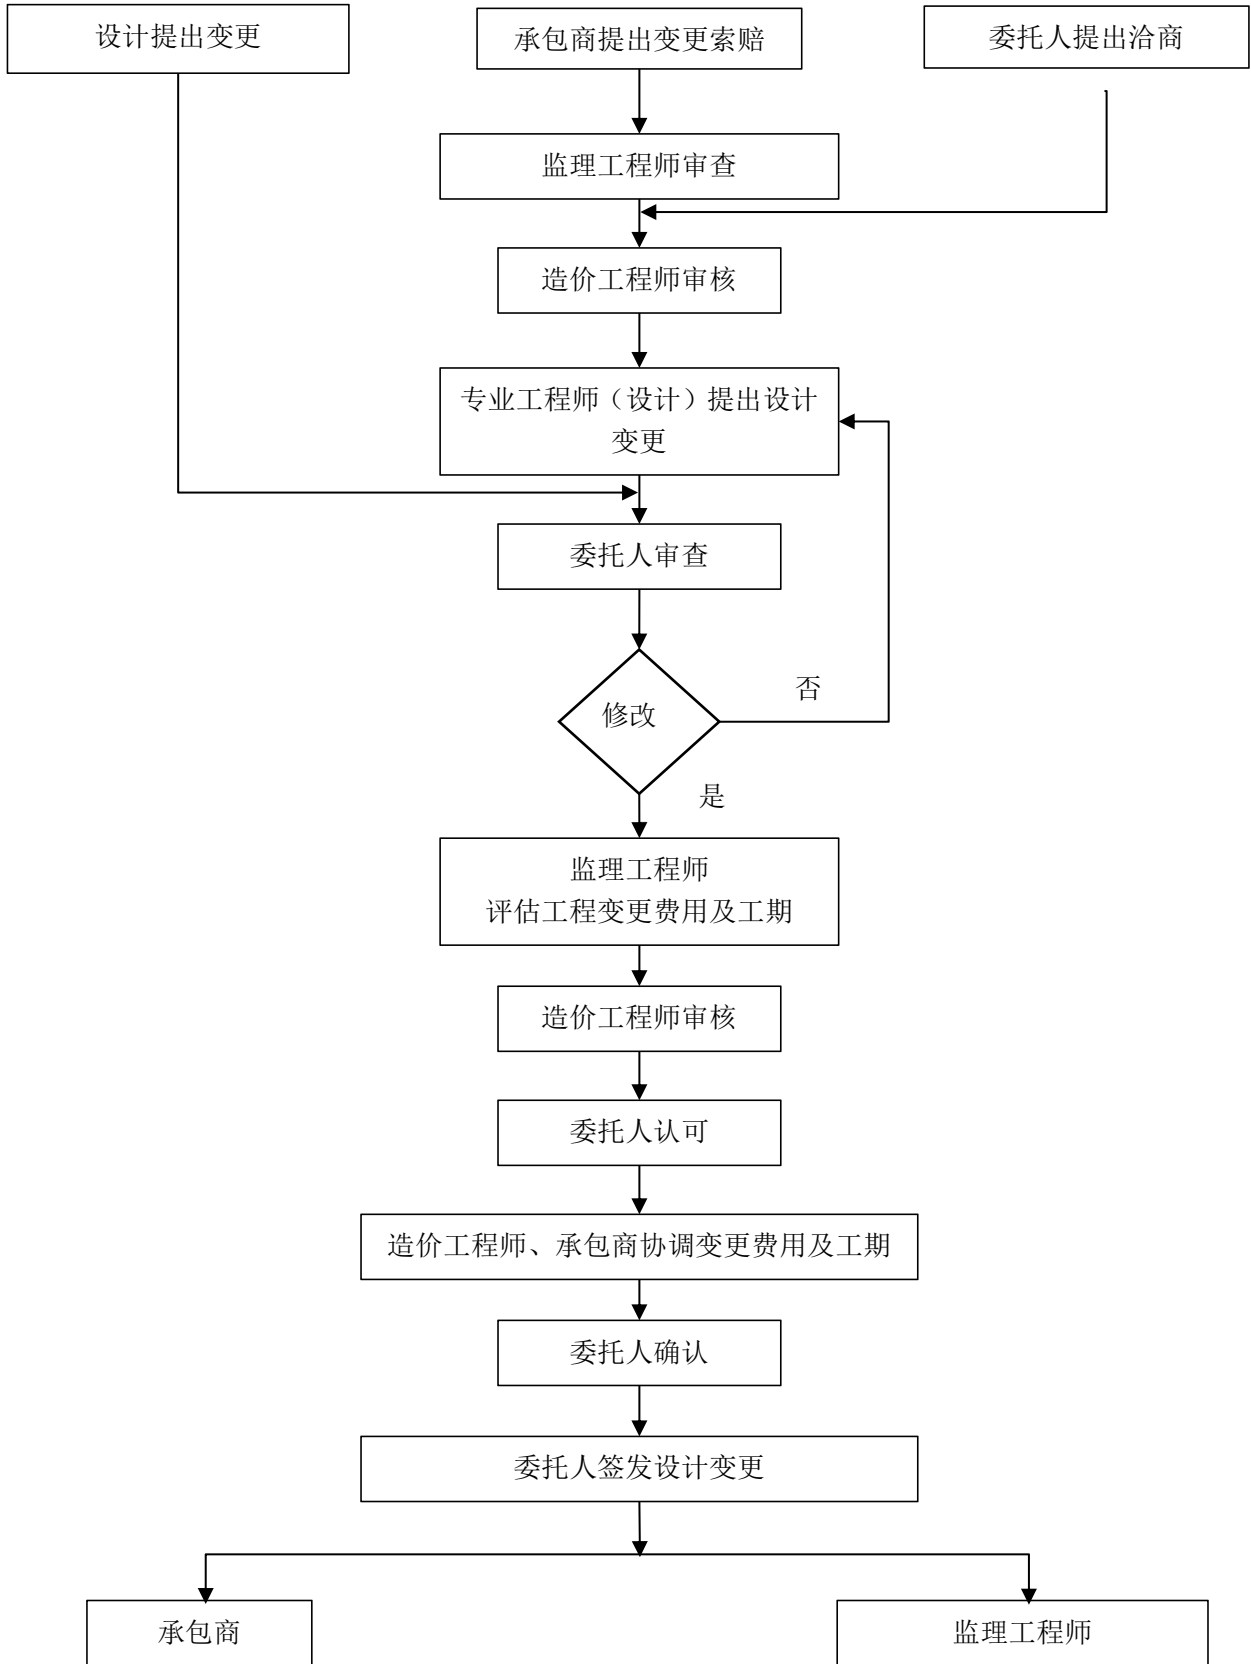 设计提出变更
承包商提出变更索赔
委托人提出洽商
监理工程师审查
造价工程师审核
专业工程师（设计）提出设计
变更
委托人审查
否
修改
是
监理工程师
评估工程变更费用及工期
造价工程师审核
委托人认可
造价工程师、承包商协调变更费用及工期
委托人确认
委托人签发设计变更
承包商
监理工程师